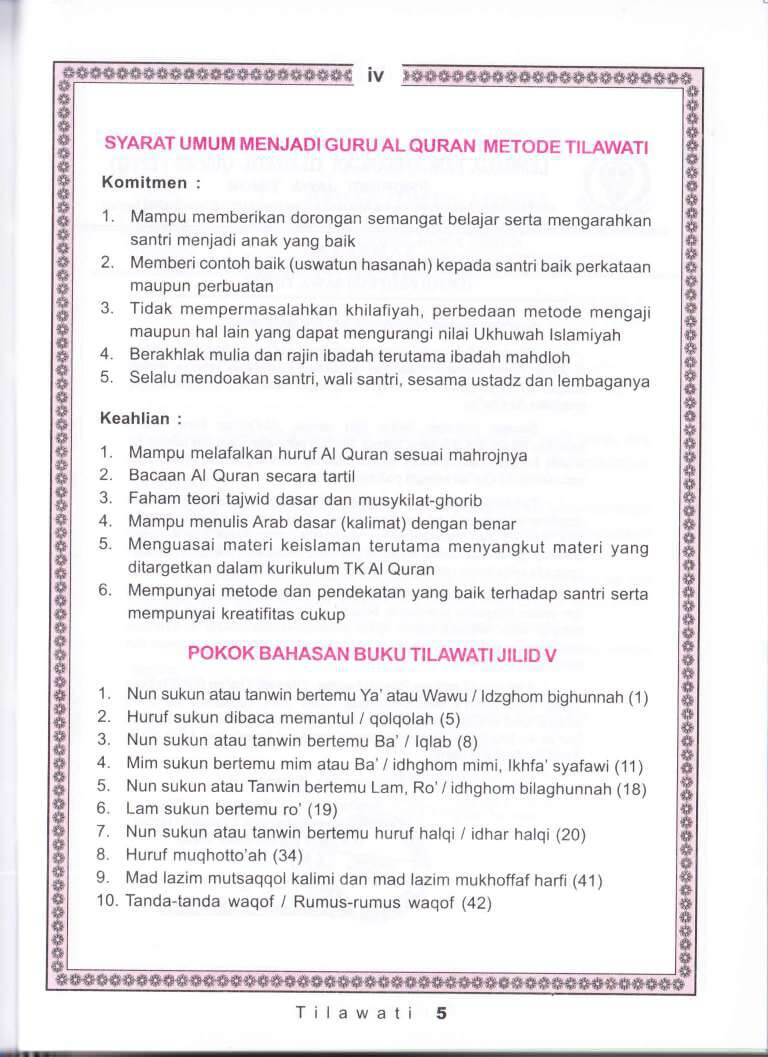 iv
SYARAT UMUM MENJADI GURU AL QURAN METODE TILAWATI
Komitmen :
1. Mampu memberikan dorongan semangat belajar serta mengarahkan
santri menjadi anak yang baik
2. Memberi contoh baik (uswatun hasanah) kepada santri baik perkataan
maupun perbuatan
3. Tidak mempermasalahkan khilafiyah, perbedaan metode mengaji
maupun hal lain yang dapat mengurangi nilai Ukhuwah Islamiyah
4. Berakhlak mulia dan rajin ibadah terutama ibadah mahdloh
5. Selalu mendoakan santri, wali santri, sesama ustadz dan lembaganya
Keahlian :
1. Mampu melafalkan huruf Al Quran sesuai mahrojnya
2. Bacaan Al Quran secara tartil
3. Faham teori tajwid dasar dan musykilat-ghorib
4. Mampu menulis Arab dasar (kalimat) dengan benar
5. Menguasai materi keislaman terutama menyangkut materi yang
ditargetkan dalam kurikulum TK Al Quran
6. Mempunyai metode dan pendekatan yang baik terhadap santri serta
mempunyai kreatifitas cukup
POKOK BAHASAN BUKU TILAWATI JILID V
1. Nun sukun atau tanwin bertemu Ya' atau Wawu / Idzghom bighunnah (1)
2. Huruf sukun dibaca memantul / qolqolah (5)
3. Nun sukun atau tanwin bertemu Ba' / Iqlab (8)
4. Mim sukun bertemu mim atau Ba' / idhghom mimi, Ikhfa' syafawi (11)
5. Nun sukun atau Tanwin bertemu Lam, Ro' / idhghom bilaghunnah (18)
6. Lam sukun bertemu ro' (19)
7. Nun sukun atau tanwin bertemu huruf halqi / idhar halqi (20)
8. Huruf muqhotto'ah (34)
9. Mad lazim mutsaqqol kalimi dan mad lazim mukhoffaf harfi (41)
10. Tanda-tanda waqof / Rumus-rumus waqof (42)
Tilawati 5